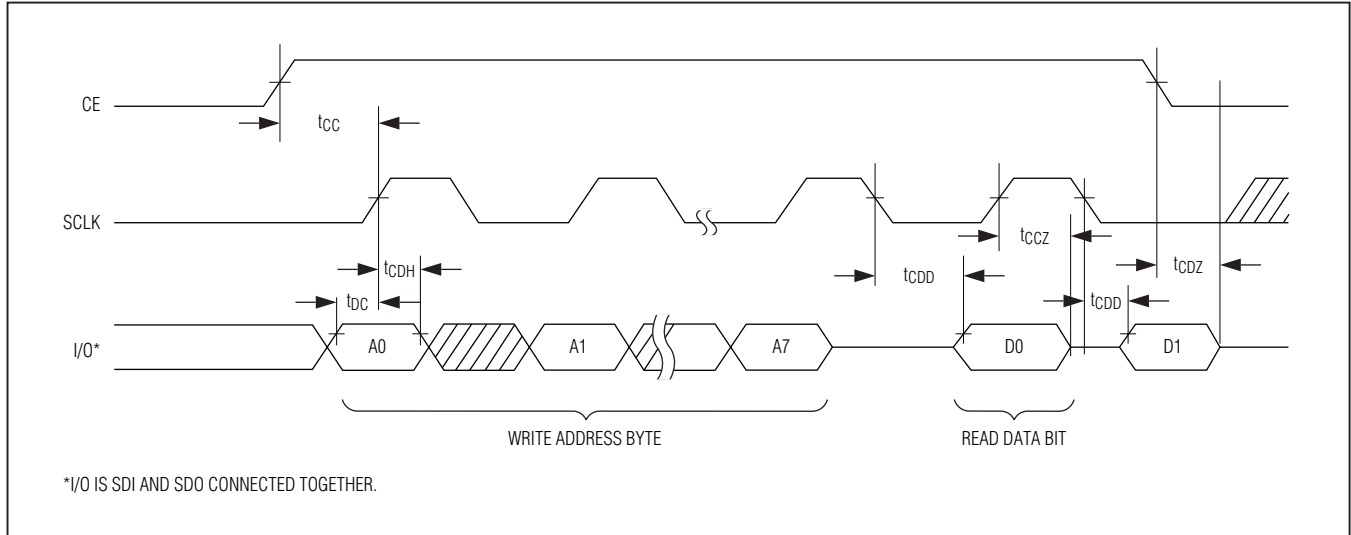 CE
tCC
SCLK
tCCZ
tCDH
tCDD
tCDZ
tDC
tCDD
I/O*
A0
A1
A7
D0
D1
WRITE ADDRESS BYTE
READ DATA BIT
*I/O IS SDI AND SDO CONNECTED TOGETHER.